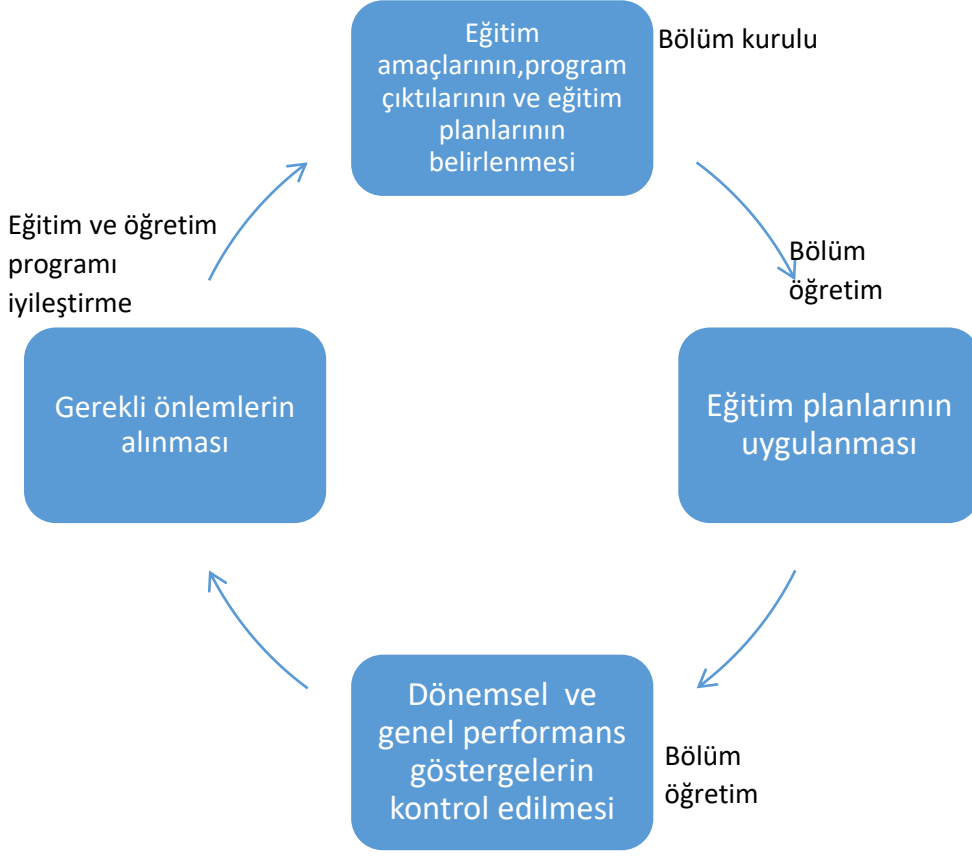 Eğitim
amaçlarının,program
çıktılarının ve eğitim
planlarının
belirlenmesi
Bölüm kurulu
Eğitim ve öğretim
programı
iyileştirme
Bölüm
öğretim
Gerekli önlemlerin
alınması
Eğitim planlarının
uygulanması
Dönemsel ve
genel performans
göstergelerin
kontrol edilmesi
Bölüm
öğretim